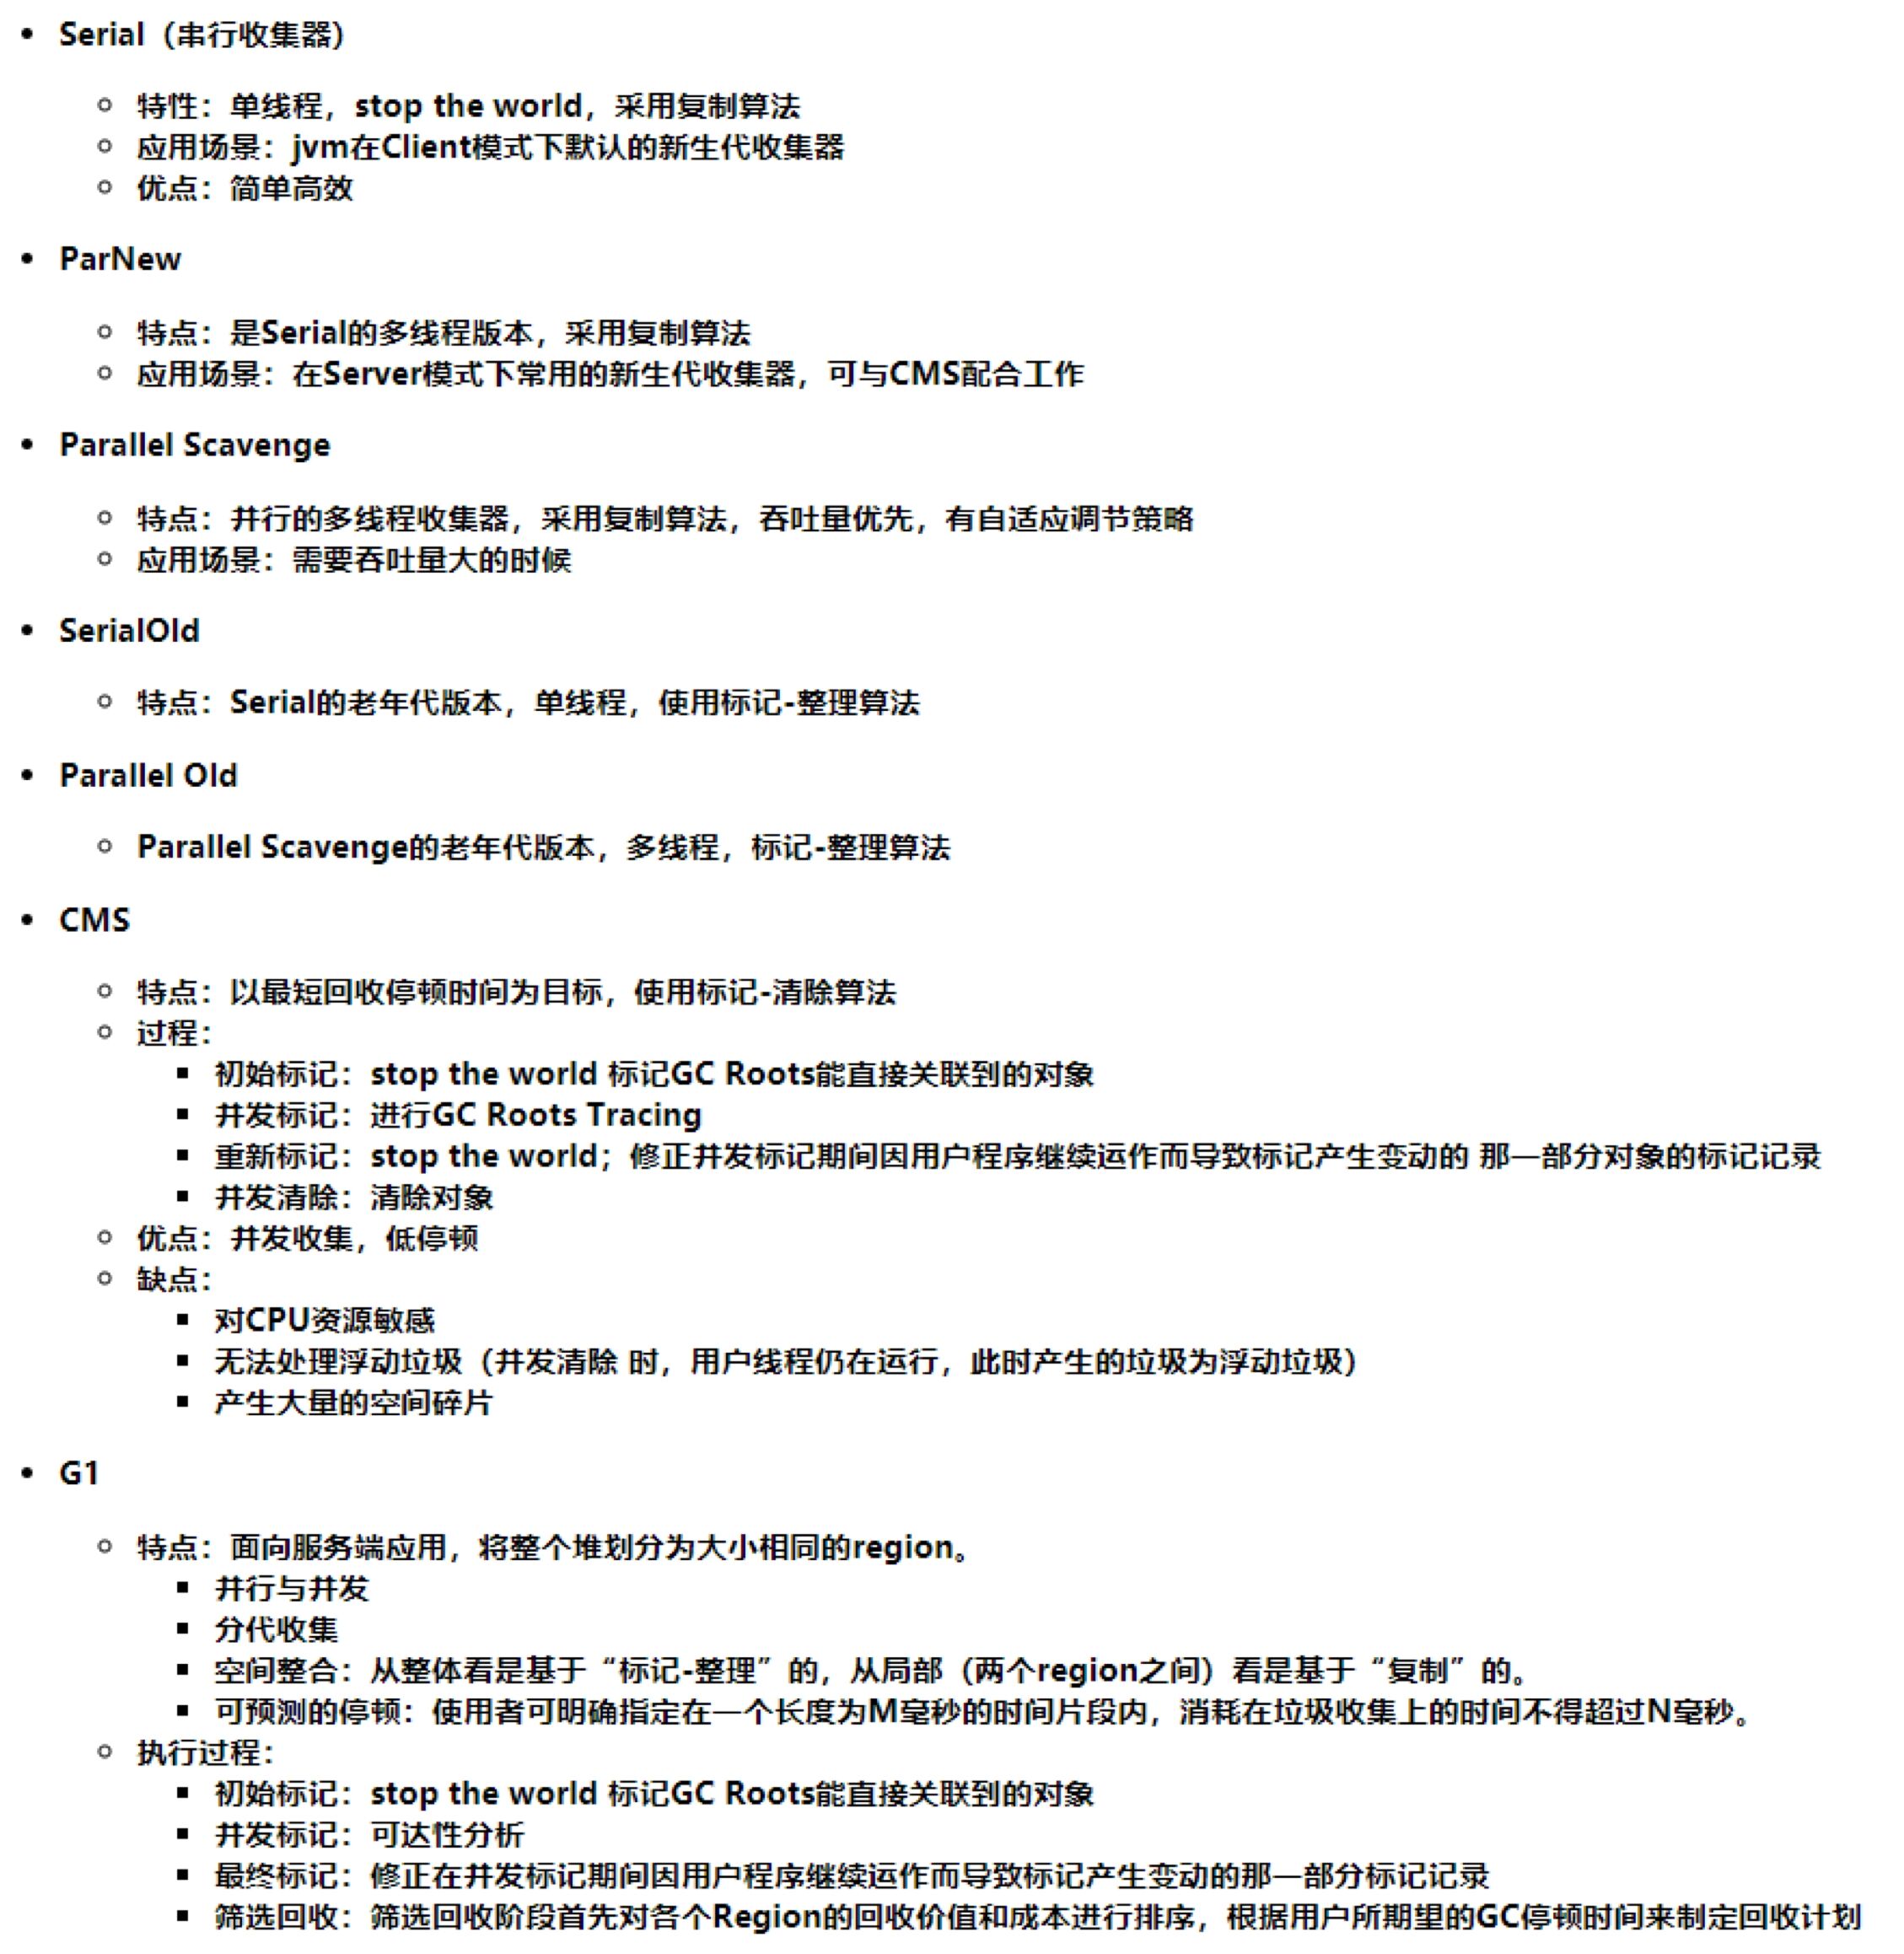 Serial（串行收集器）
特性：单线程，stop the world，采用复制算法
应用场景：jvm在Client模式下默认的新生代收集器
优点：简单高效
ParNew
特点：是Serial的多线程版本，采用复制算法
应用场景：在Server模式下常用的新生代收集器，可与CMS配合工作
Parallel Scavenge
特点：并行的多线程收集器，采用复制算法，吞吐量优先，有自适应调节策略
应用场景：需要吞吐量大的时候
SerialOld
特点：Serial的老年代版本，单线程，使用标记-整理算法
Parallel Old
Parallel Scavenge的老年代版本，多线程，标记-整理算法
CMS
特点：以最短回收停顿时间为目标，使用标记-清除算法
过程：
初始标记：stop the world 标记GC Roots能直接关联到的对象
并发标记：进行GC Roots Tracing
重新标记：stop the world；修正并发标记期间因用户程序继续运作而导致标记产生变动的 那一部分对象的标记记录
并发清除：清除对象
优点：并发收集，低停顿
缺点：
对CPU资源敏感
无法处理浮动垃圾（并发清除 时，用户线程仍在运行，此时产生的垃圾为浮动垃圾）
产生大量的空间碎片
G1
特点：面向服务端应用，将整个堆划分为大小相同的region。
并行与并发
分代收集
空间整合：从整体看是基于“标记-整理”的，从局部（两个region之间）看是基于“复制”的。
可预测的停顿：使用者可明确指定在一个长度为M毫秒的时间片段内，消耗在垃圾收集上的时间不得超过N毫秒。
执行过程：
初始标记：stop the world 标记GC Roots能直接关联到的对象
并发标记：可达性分析
最终标记：修正在并发标记期间因用户程序继续运作而导致标记产生变动的那一部分标记记录
筛选回收：筛选回收阶段首先对各个Region的回收价值和成本进行排序，根据用户所期望的GC停顿时间来制定回收计划